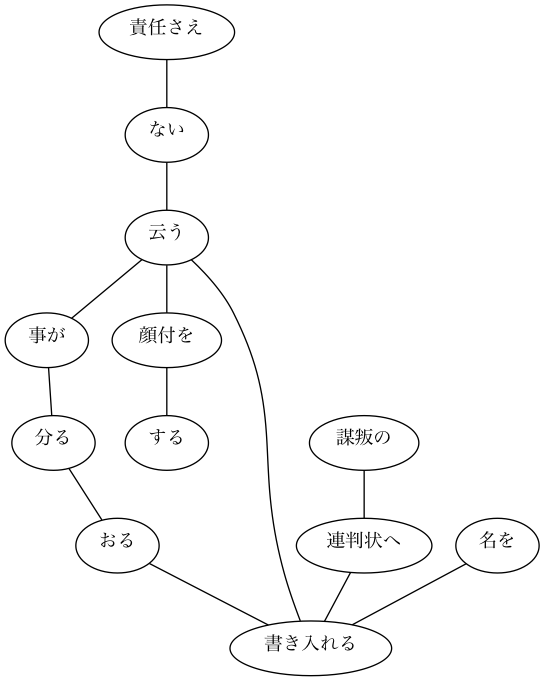 責任さえ
ない
云う
事が
顔付を
分る
する
謀叛の
おる
連判状へ
名を
書き入れる